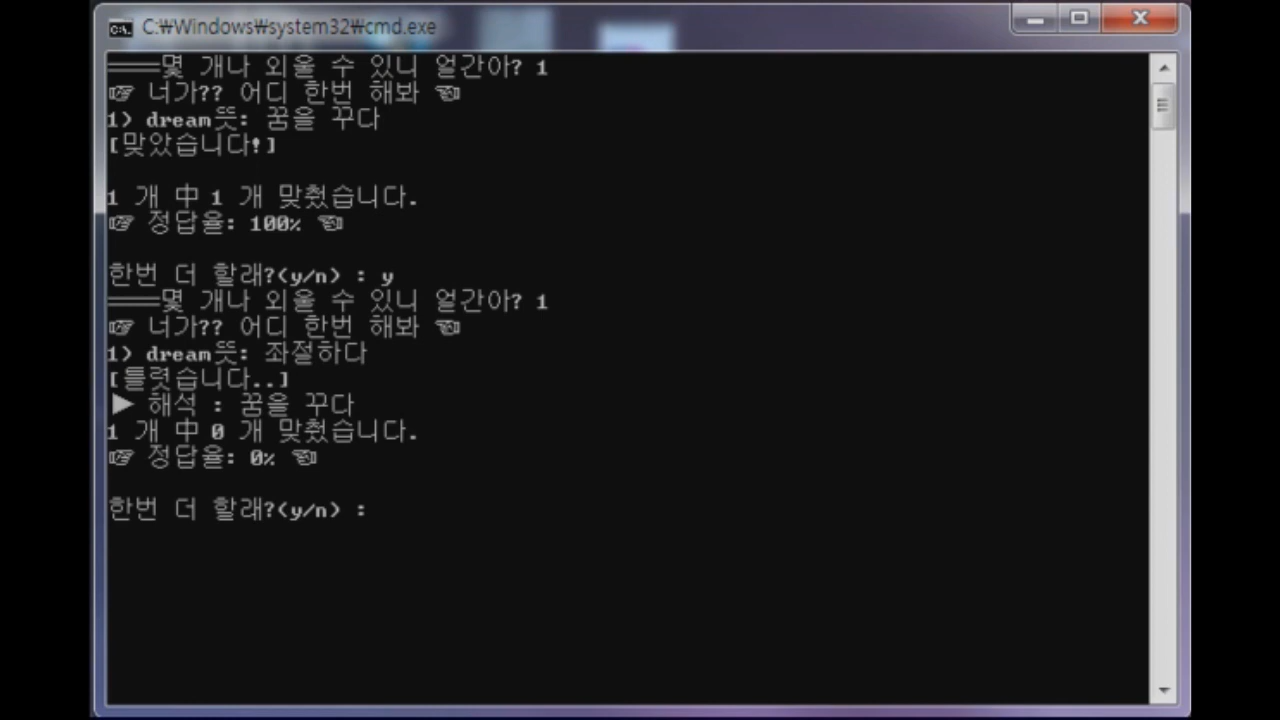 C:₩Windows₩system32₩cmd.exe
═══몇 개나 외울 수 있니 얼간아? 1
☞ 너가?? 어디 한번 해봐 ☜
1) dream뜻: 꿈을 꾸다
[맞았습니다!]
1 개 中 1 개 맞췄습니다.
☞ 정답율: 100% ☜
한번 더 할래?(y/n) : y
═══몇 개나 외울 수 있니 얼간아? 1
☞ 너가?? 어디 한번 해봐 ☜
1) dream뜻: 좌절하다
[틀렷습니다..]
▶ 해석 : 꿈을 꾸다
1 개 中 0 개 맞췄습니다.
☞ 정답율: 0% ☜
한번 더 할래?(y/n) :